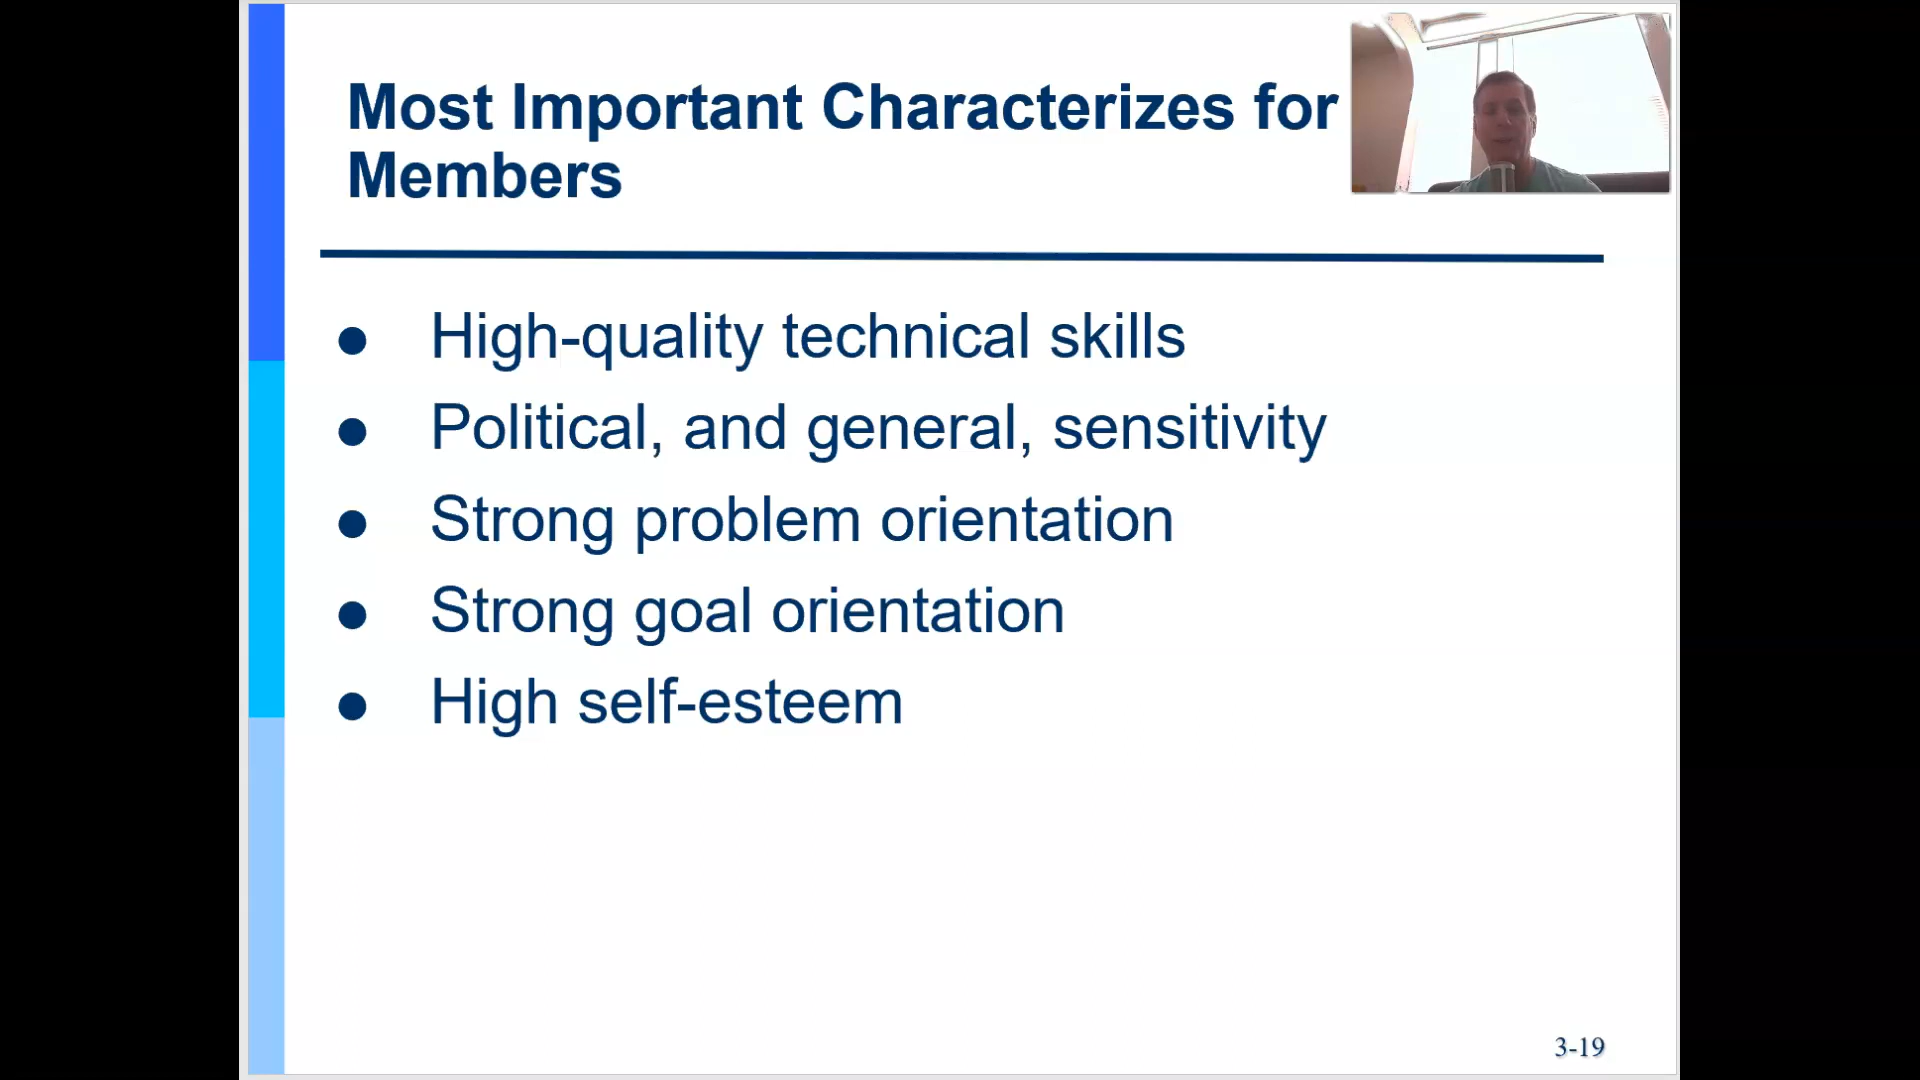 Most Important Characterizes for
Members
● High-quality technical skills
● Political, and general, sensitivity
● Strong problem orientation
● Strong goal orientation
● High self-esteem
3-19